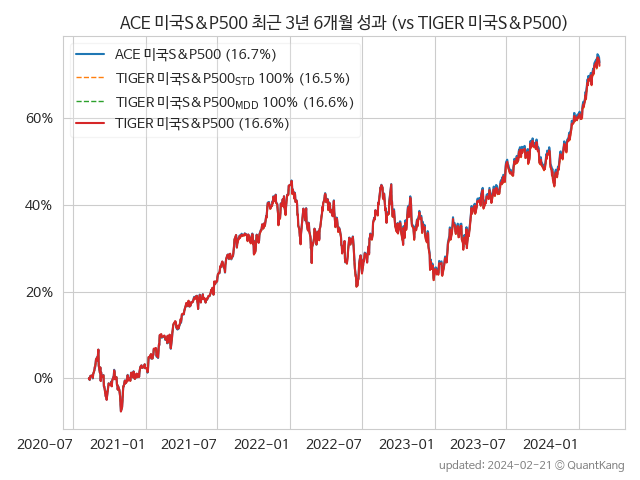 ACE 미국S&P500 최근 3년 6개월 성과 (vs TIGER 미국S&P500)
ACE 미국S&P500 (16.7%)
TIGER 미국S&P500STD 100% (16.5%)
TIGER 미국S&P500MDD 100% (16.6%)
TIGER 미국S&P500 (16.6%)
60%
40%
20%
0%
2020-07 2021-01 2021-07 2022-01 2022-07 2023-01 2023-07 2024-01
updated: 2024-02-21 © QuantKang